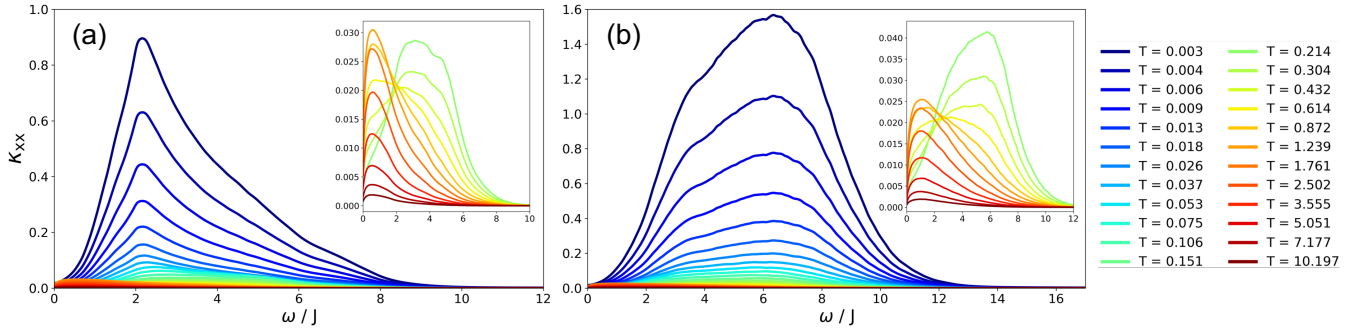 (a)
κxx
1.0
0.8
0.6
0.4
0.2
0.0
0 2 4 6 8 10 12
ω / J
0.030
0.025
0.020
0.015
0.010
0.005
0.000
0 2 4 6 8 10
(b)
1.6
1.4
1.2
1.0
0.8
0.6
0.4
0.2
0.0
0 2 4 6 8 10 12 14 16
ω / J
0.040
0.035
0.030
0.025
0.020
0.015
0.010
0.005
0.000
0 2 4 6 8 10 12
T = 0.003
T = 0.004
T = 0.006
T = 0.009
T = 0.013
T = 0.018
T = 0.026
T = 0.037
T = 0.053
T = 0.075
T = 0.106
T = 0.151
T = 0.214
T = 0.304
T = 0.432
T = 0.614
T = 0.872
T = 1.239
T = 1.761
T = 2.502
T = 3.555
T = 5.051
T = 7.177
T = 10.197